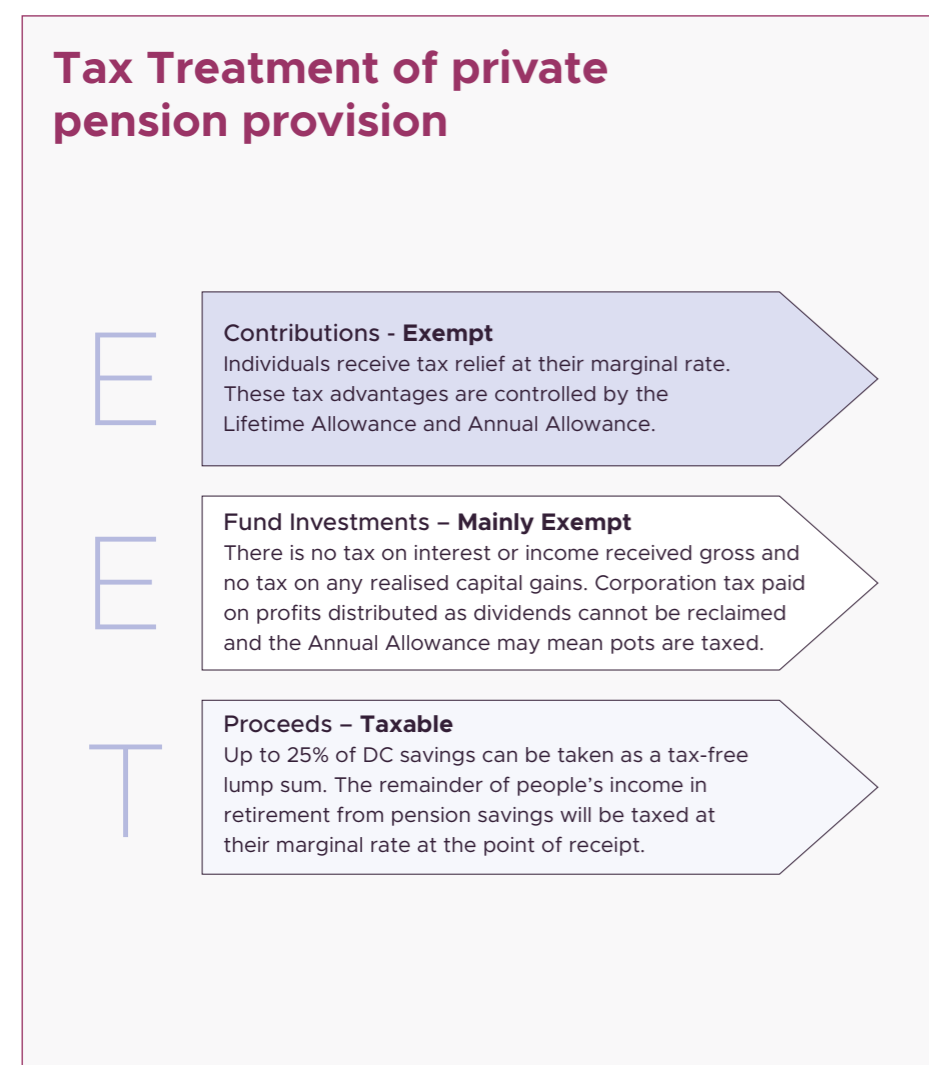 Tax Treatment of private
pension provision
E
Contributions - Exempt
Individuals receive tax relief at their marginal rate.
These tax advantages are controlled by the
Lifetime Allowance and Annual Allowance.
E
Fund Investments – Mainly Exempt
There is no tax on interest or income received gross and
no tax on any realised capital gains. Corporation tax paid
on profits distributed as dividends cannot be reclaimed
and the Annual Allowance may mean pots are taxed.
T
Proceeds – Taxable
Up to 25% of DC savings can be taken as a tax-free
lump sum. The remainder of people’s income in
retirement from pension savings will be taxed at
their marginal rate at the point of receipt.